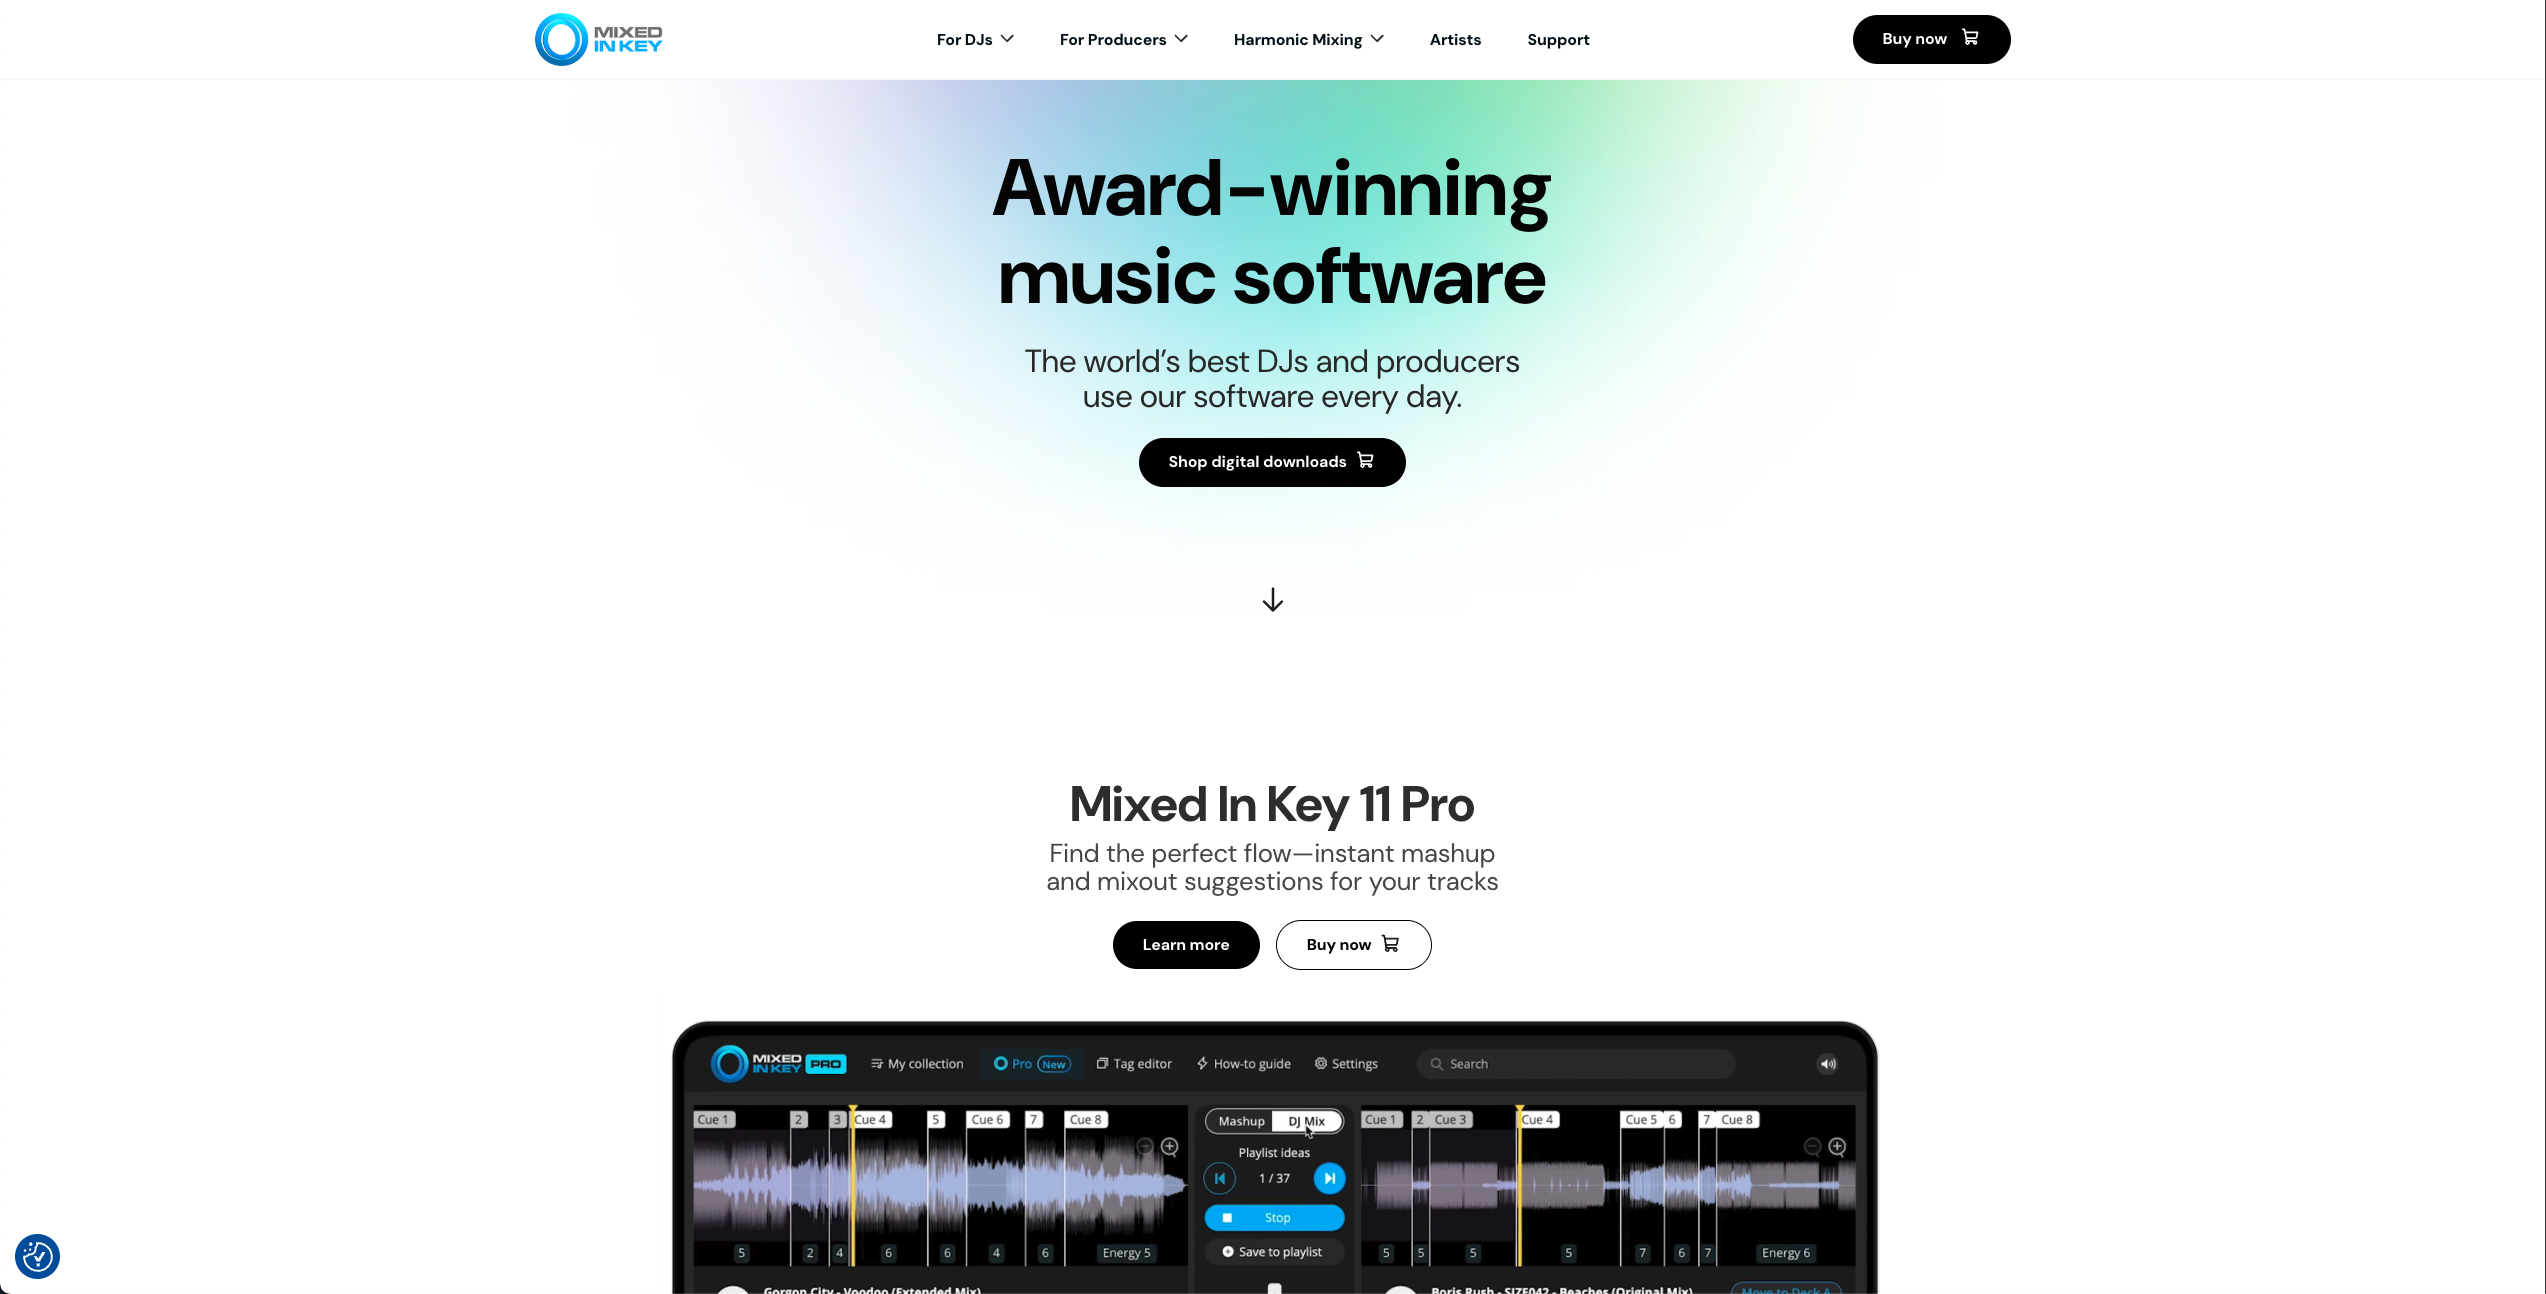 MIXED
IN KEY
For DJs
For Producers
Harmonic Mixing
Artists
Support
Buy now
Award-winning
music software
The world’s best DJs and producers
use our software every day.
Shop digital downloads
Mixed In Key 11 Pro
Find the perfect flow—instant mashup
and mixout suggestions for your tracks
Learn more
Buy now
MIXED
IN KEY PRO
My collection
Pro New
Tag editor
How-to guide
Settings
Search
Cue 1 2 3 Cue 4 5 Cue 6 7 Cue 8
5 2 4 6 6 4 6 Energy 5
Mashup DJ Mix
Playlist ideas
1 / 37
Stop
Save to playlist
Cue 1 2 Cue 3 Cue 4 Cue 5 6 7 Cue 8
5 5 5 5 7 6 7 Energy 6
Gorgon City - Voodoo (Extended Mix)
Boris Rush - SIZE042 - Beaches (Original Mix)
Move to Deck A